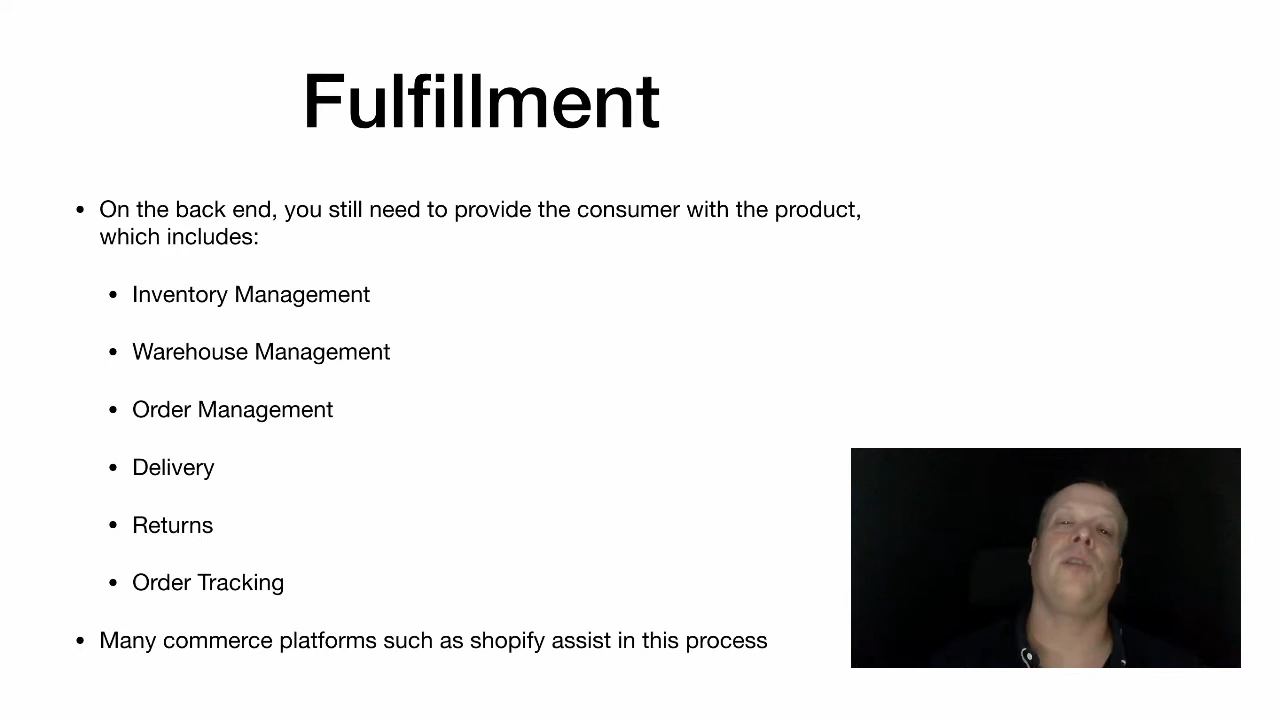 Fulfillment
• On the back end, you still need to provide the consumer with the product,
which includes:
• Inventory Management
• Warehouse Management
• Order Management
• Delivery
• Returns
• Order Tracking
• Many commerce platforms such as shopify assist in this process